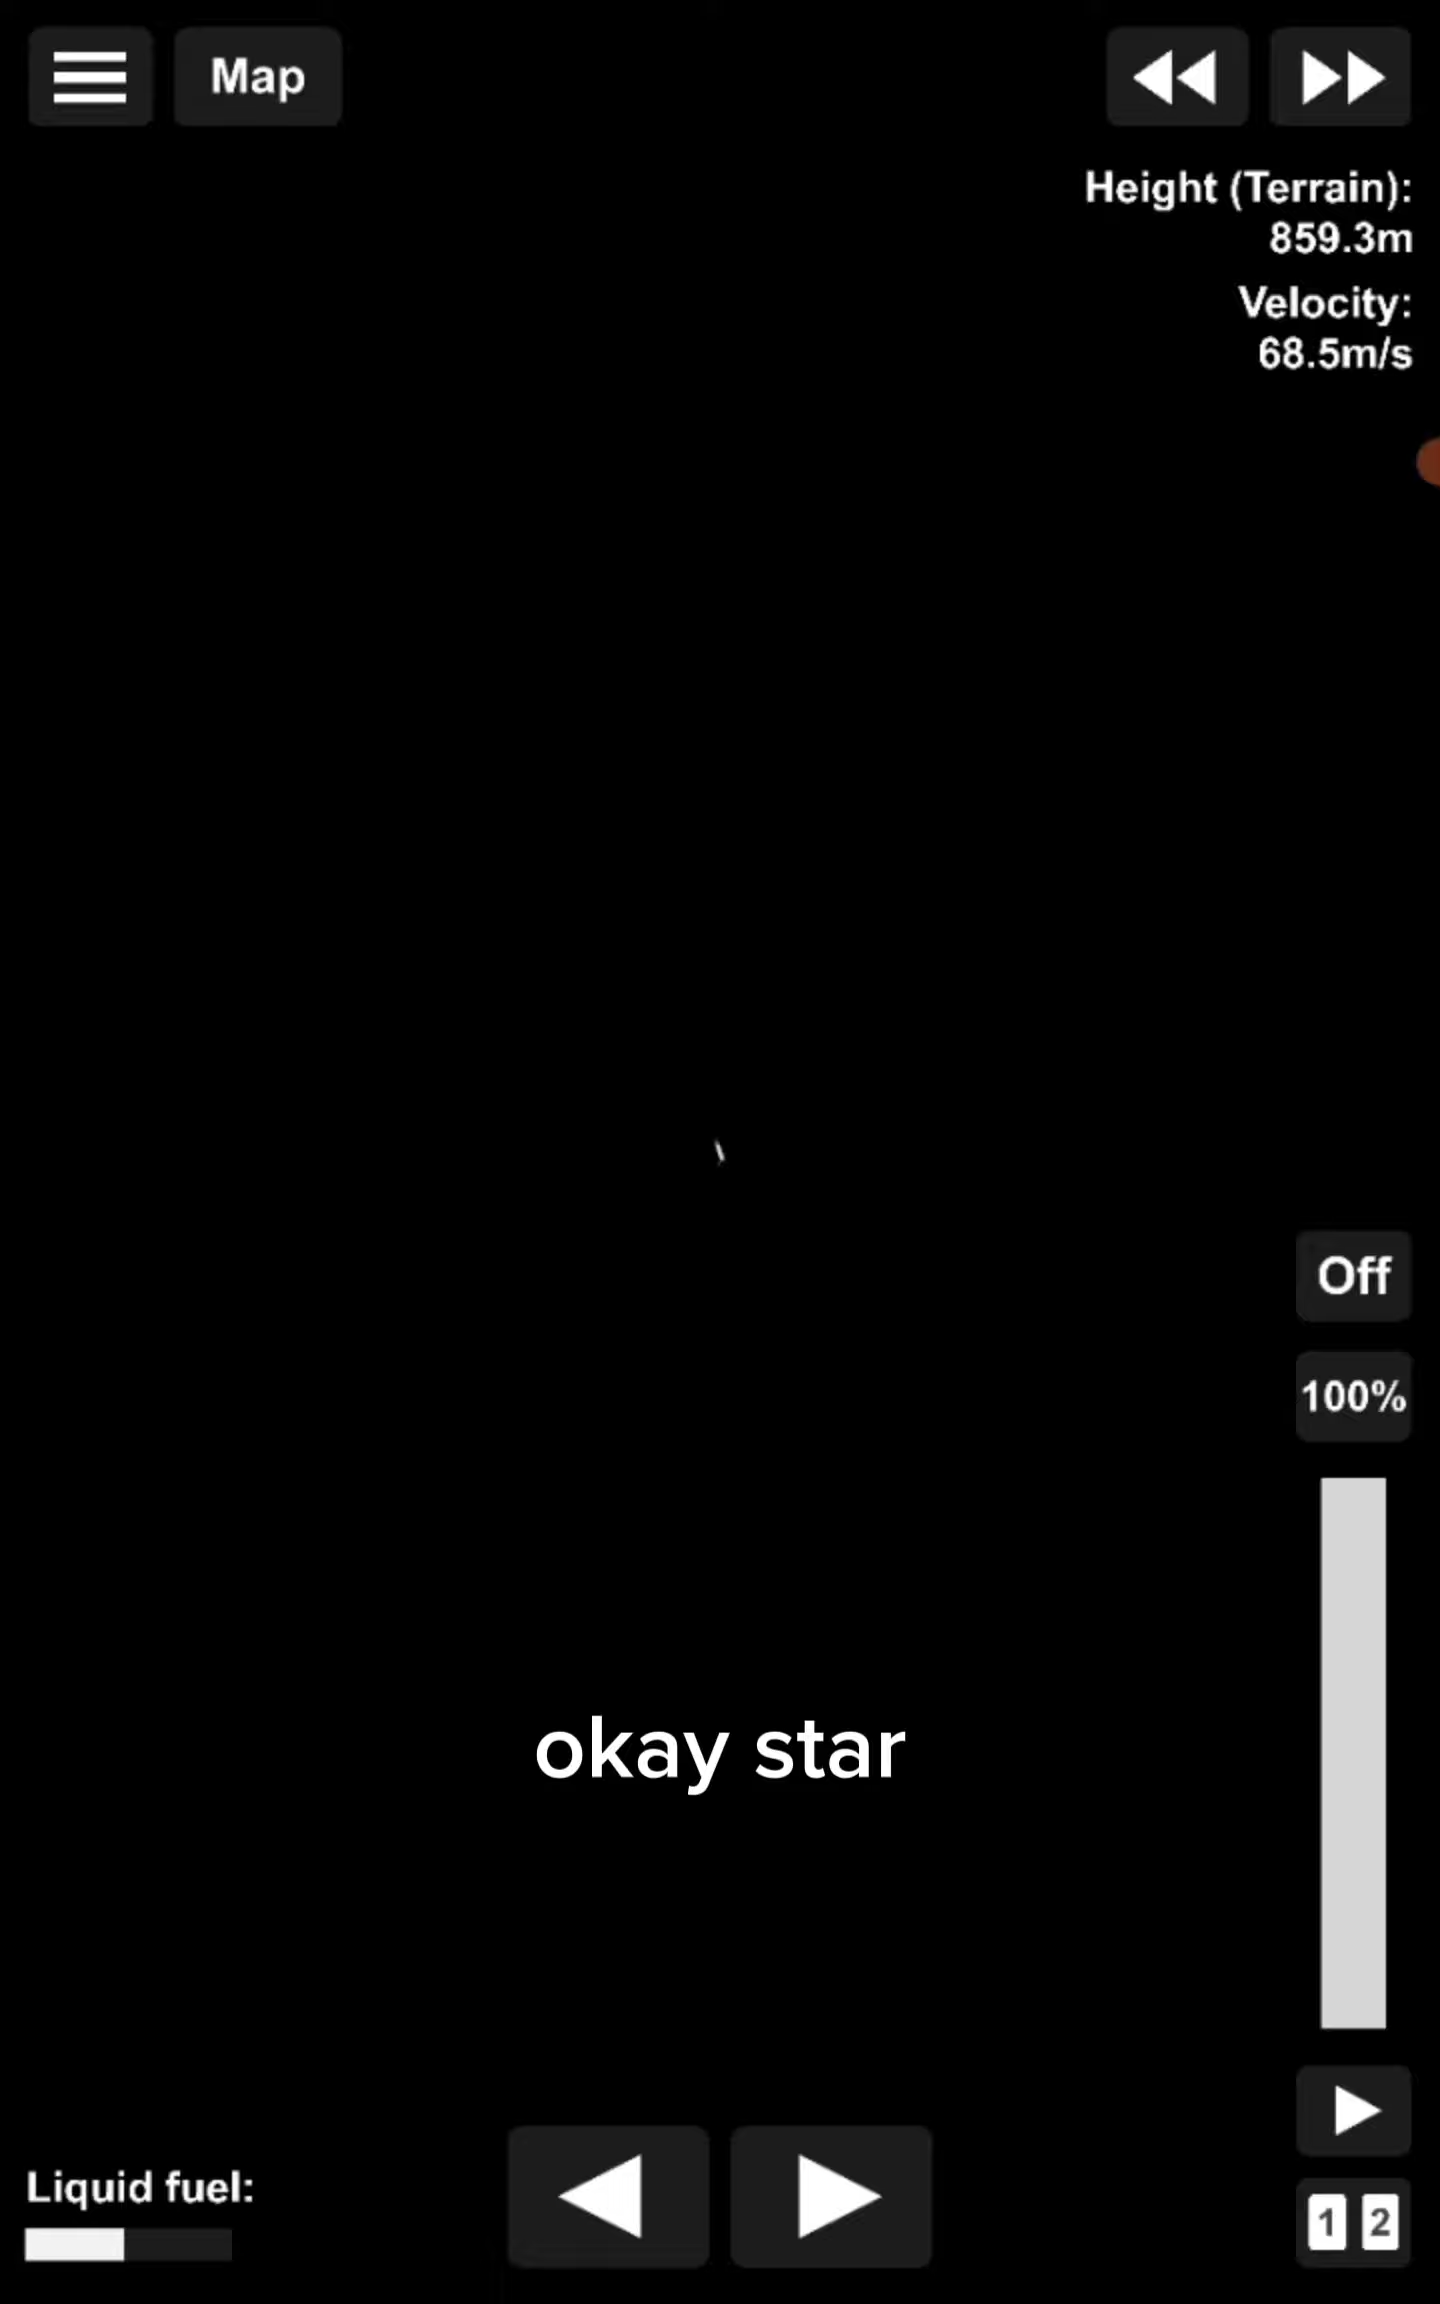 Map
Height (Terrain):
859.3m
Velocity:
68.5m/s
Off
100%
okay star
Liquid fuel:
1 2